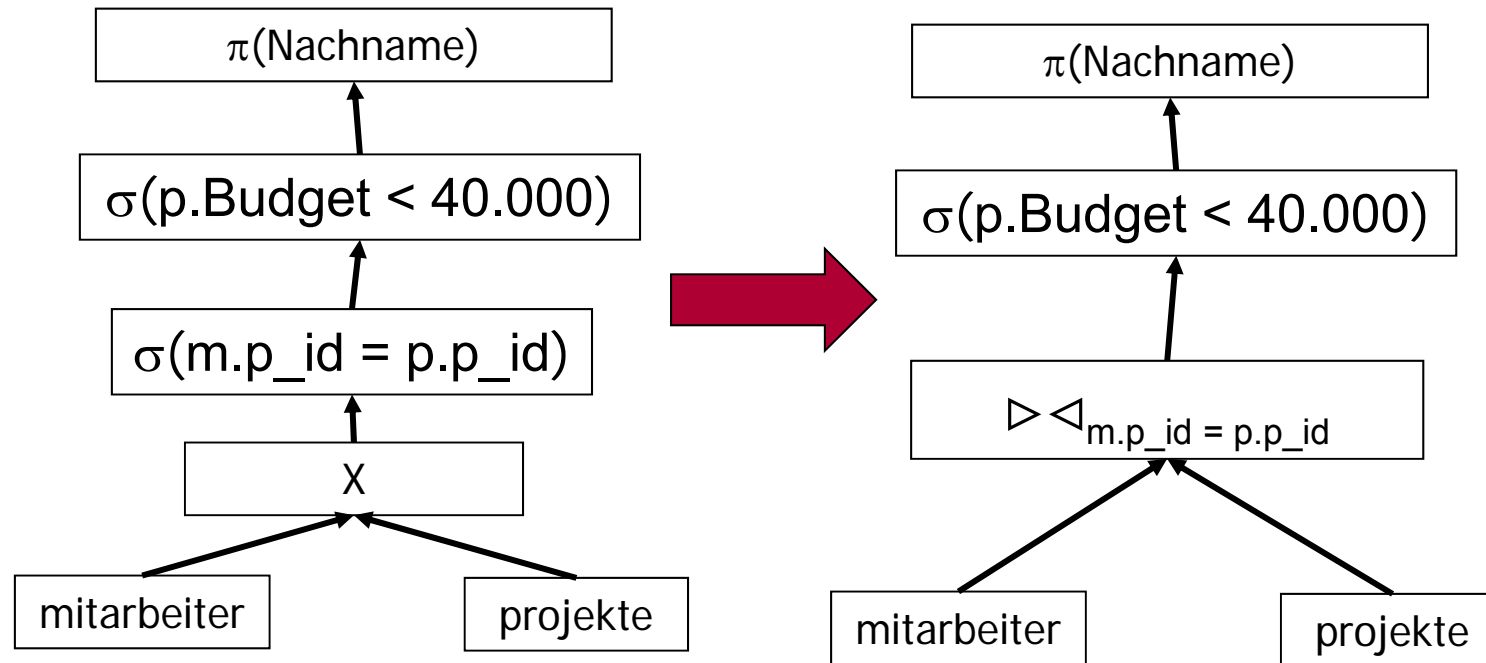 π(Nachname)
σ(p.Budget < 40.000)
σ(m.p_id = p.p_id)
X
mitarbeiter
projekte
π(Nachname)
σ(p.Budget < 40.000)
▷◁m.p_id = p.p_id
mitarbeiter
projekte